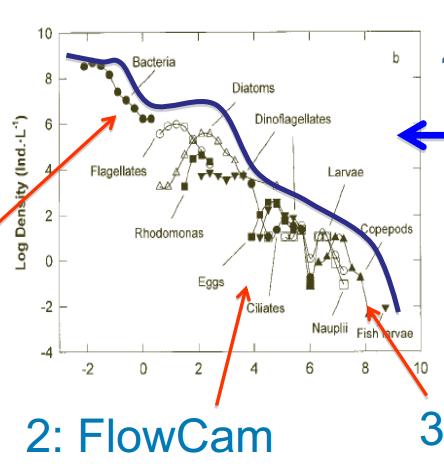 10
b
Bacteria
8
Diatoms
Dinoflagellates
6
Flagellates
Larvae
4
2
Rhodomonas
Copepods
0
Eggs
Ciliates
-2
Nauplii
Fish larvae
-4
Log Density (Ind.·L⁻¹)
-2 0 2 4 6 8 10
2: FlowCam
3